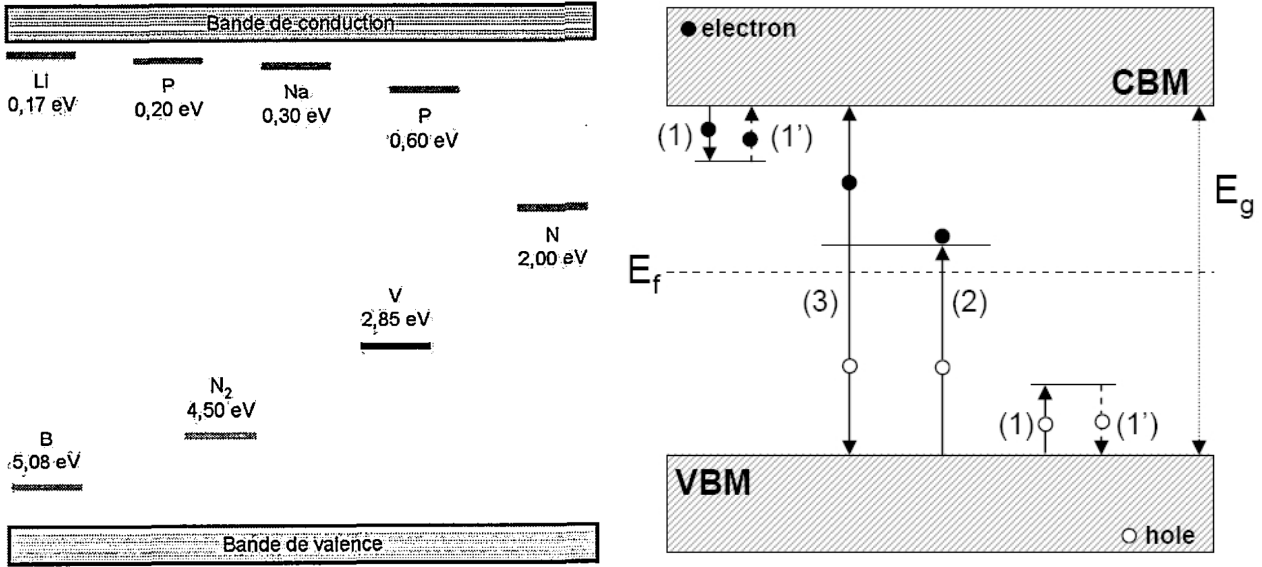 Bande de conduction
Li
0,17 eV
P
0,20 eV
Na
0,30 eV
P
0,60 eV
N
2,00 eV
V
2,85 eV
N2
4,50 eV
B
5,08 eV
Bande de valence
electron
CBM
(1)
(1')
Eg
Ef
(3)
(2)
(1)
(1')
VBM
hole